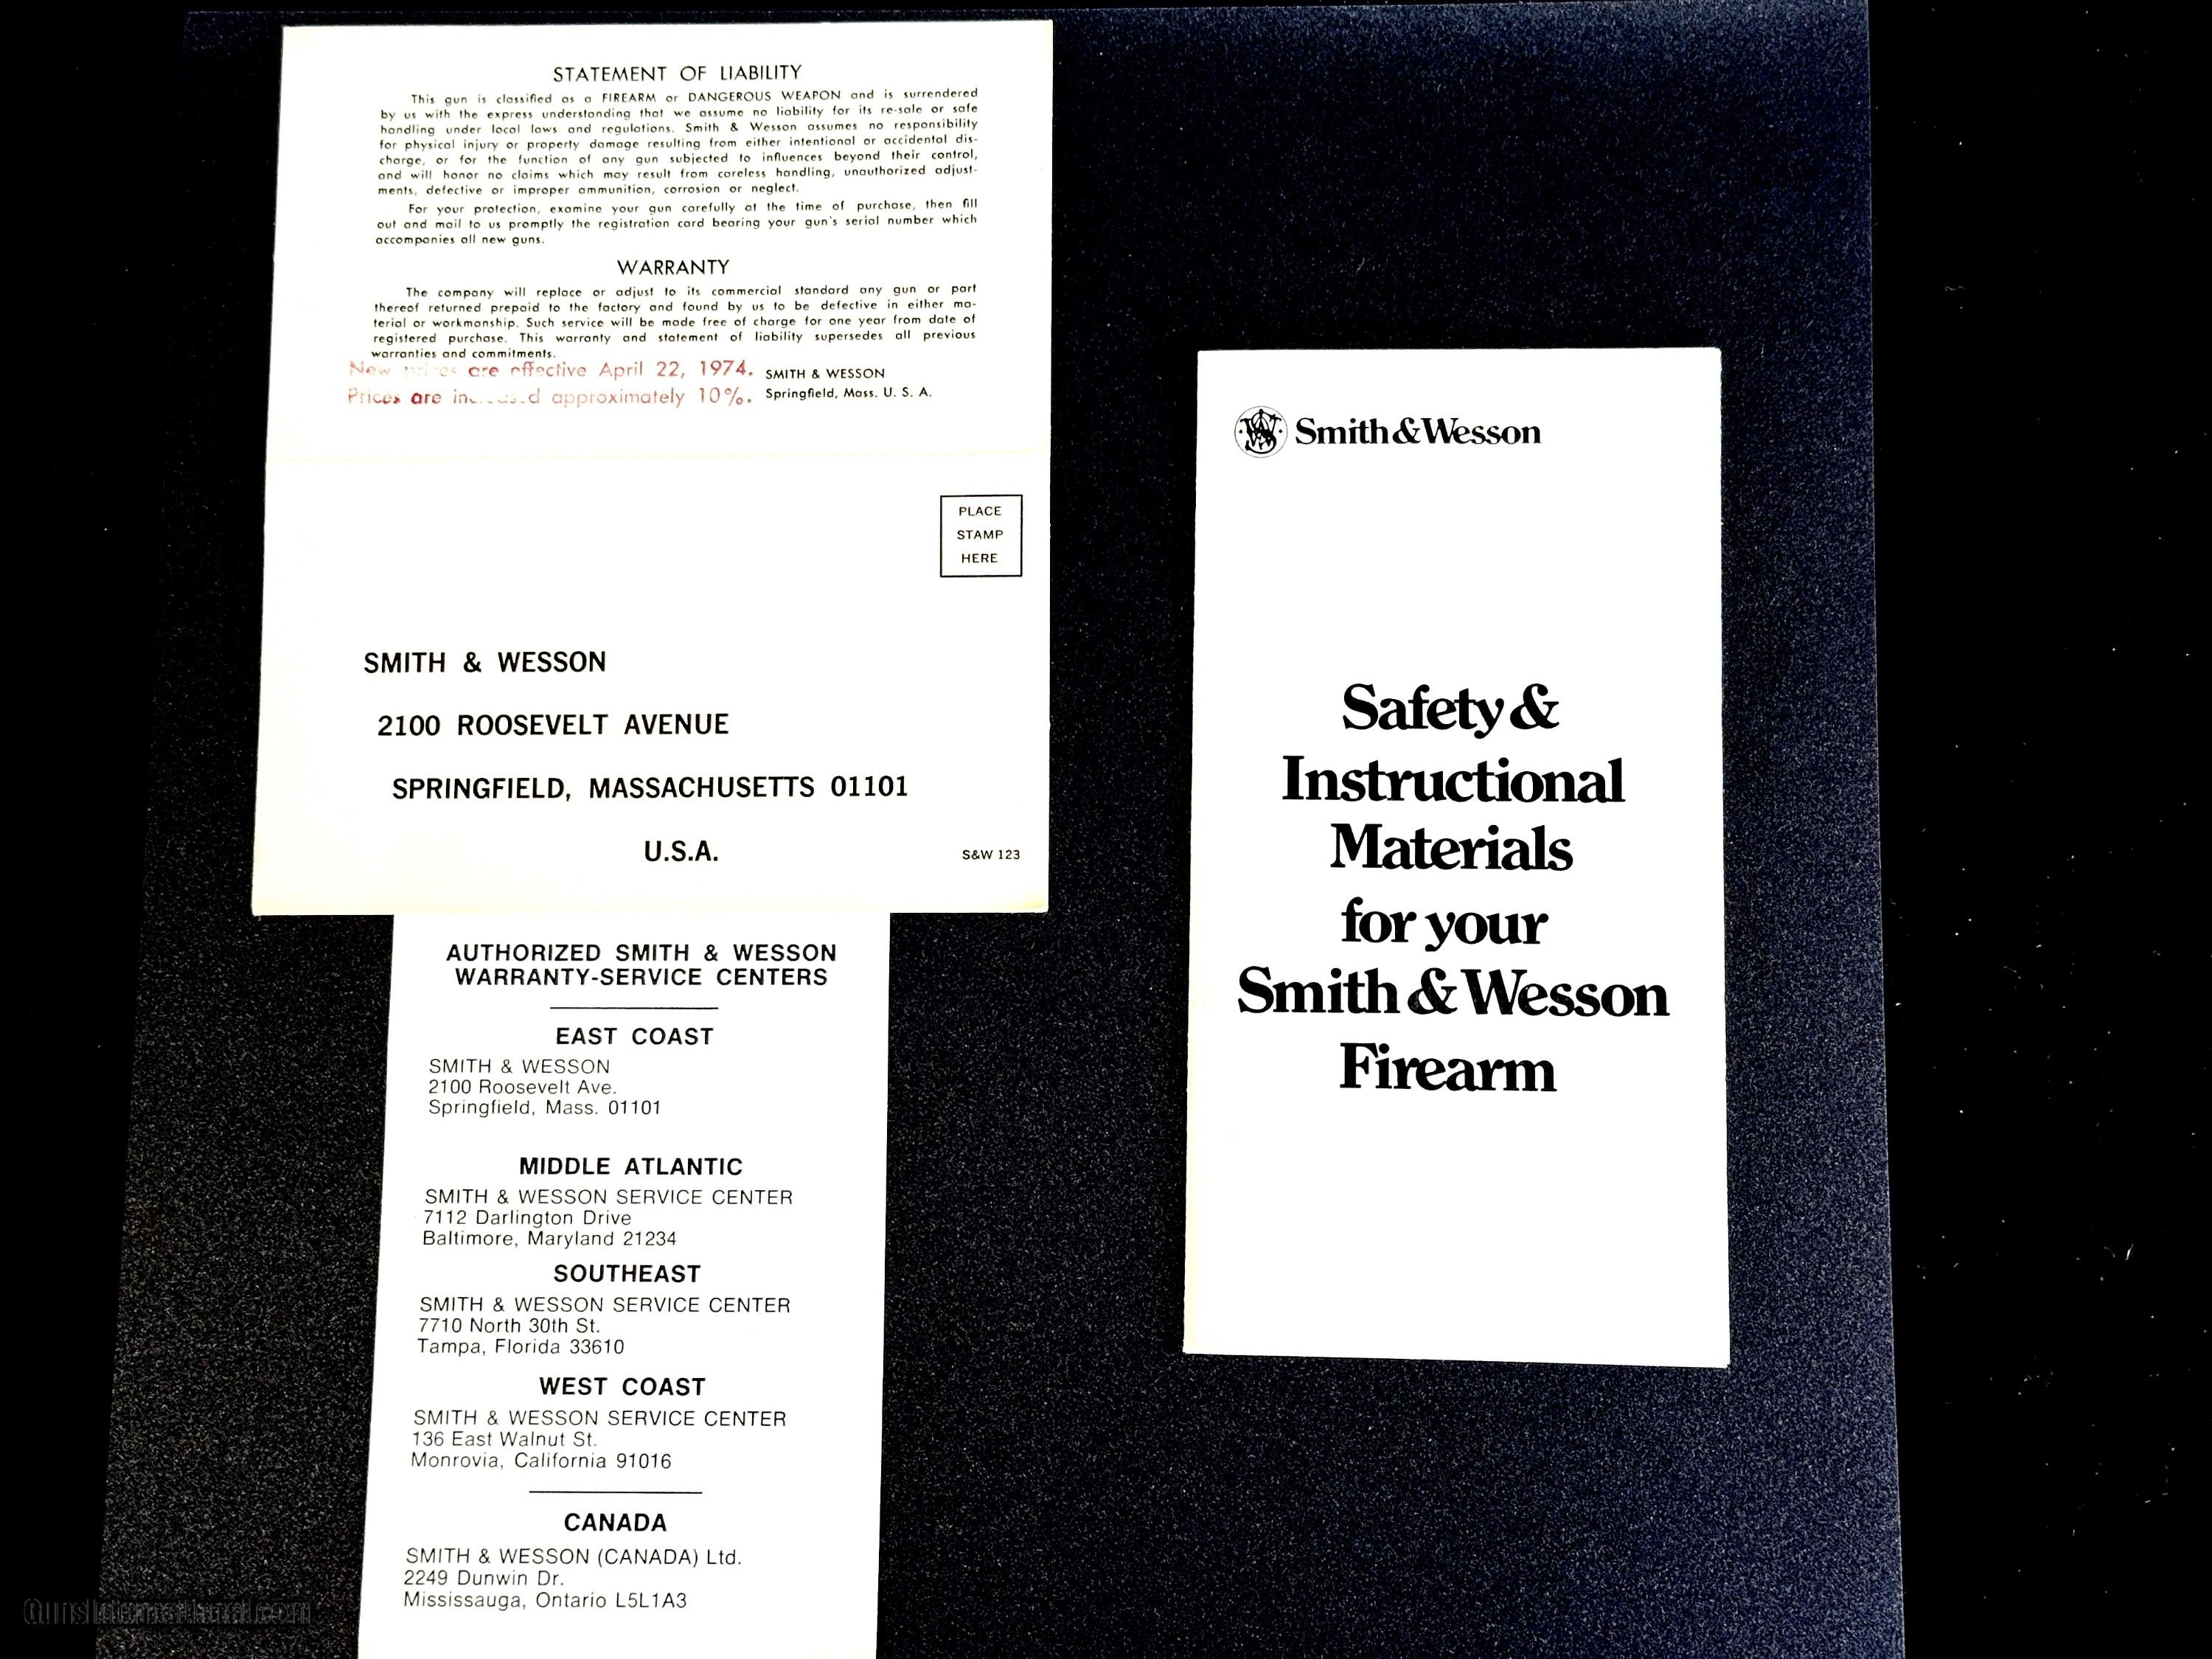 STATEMENT OF LIABILITY
This gun is classified as a FIREARM or DANGEROUS WEAPON and is surrendered
by us with the express understanding that we assume no liability for its re-sale or safe
handling under local laws and regulations. Smith & Wesson assumes no responsibility
for physical injury or property damage resulting from either intentional or accidental dis-
charge, or for the function of any gun subjected to influences beyond their control,
and will honor no claims which may result from careless handling, unauthorized adjust-
ments, defective or improper ammunition, corrosion or neglect.
For your protection, examine your gun carefully at the time of purchase, then fill
out and mail to us promptly the registration card bearing your gun's serial number which
accompanies all new guns.
WARRANTY
The company will replace or adjust to its commercial standard any gun or part
thereof returned prepaid to the factory and found by us to be defective in either ma-
terial or workmanship. Such service will be made free of charge for one year from date of
registered purchase. This warranty and statement of liability supersedes all previous
warranties and commitments.
New prices are effective April 22, 1974.
Prices are increased approximately 10%.
SMITH & WESSON
Springfield, Mass. U. S. A.
PLACE
STAMP
HERE
SMITH & WESSON
2100 ROOSEVELT AVENUE
SPRINGFIELD, MASSACHUSETTS 01101
U.S.A.
S&W 123
AUTHORIZED SMITH & WESSON
WARRANTY-SERVICE CENTERS
EAST COAST
SMITH & WESSON
2100 Roosevelt Ave.
Springfield, Mass. 01101
MIDDLE ATLANTIC
SMITH & WESSON SERVICE CENTER
7112 Darlington Drive
Baltimore, Maryland 21234
SOUTHEAST
SMITH & WESSON SERVICE CENTER
7710 North 30th St.
Tampa, Florida 33610
WEST COAST
SMITH & WESSON SERVICE CENTER
136 East Walnut St.
Monrovia, California 91016
CANADA
SMITH & WESSON (CANADA) Ltd.
2249 Dunwin Dr.
Mississauga, Ontario L5L1A3
Smith & Wesson
Safety &
Instructional
Materials
for your
Smith & Wesson
Firearm
GunsInternational.com